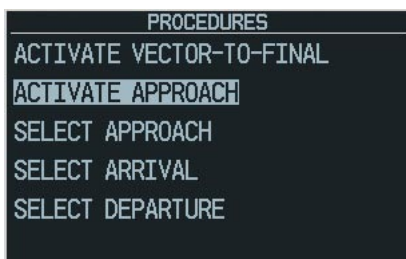 PROCEDURES
ACTIVATE VECTOR-TO-FINAL
ACTIVATE APPROACH
SELECT APPROACH
SELECT ARRIVAL
SELECT DEPARTURE